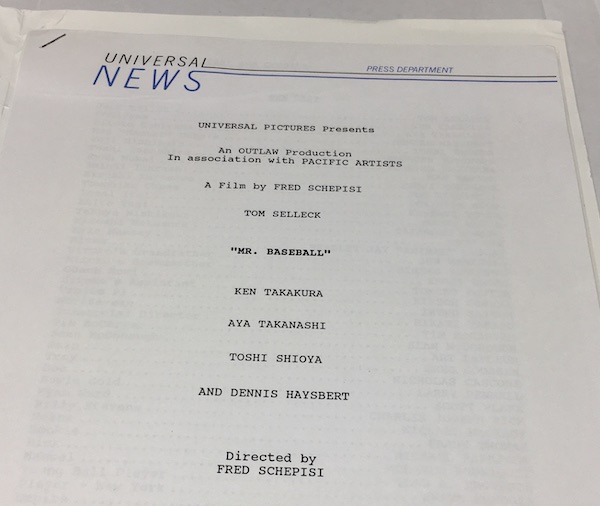 UNIVERSAL
NEWS
PRESS DEPARTMENT
UNIVERSAL PICTURES Presents
An OUTLAW Production
In association with PACIFIC ARTISTS
A Film by FRED SCHEPISI
TOM SELLECK
"MR. BASEBALL"
KEN TAKAKURA
AYA TAKANASHI
TOSHI SHIOYA
AND DENNIS HAYSBERT
Directed by
FRED SCHEPISI